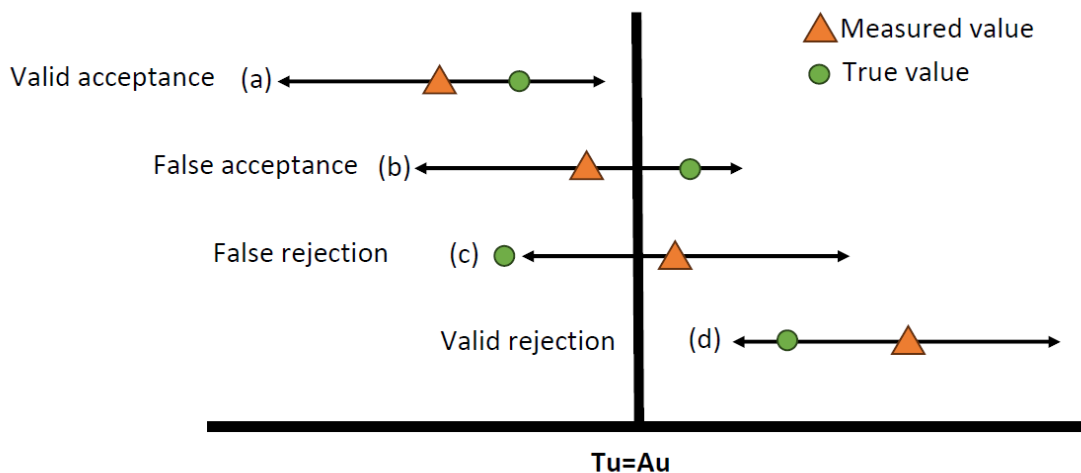 Measured value
True value
Valid acceptance (a)
False acceptance (b)
False rejection (c)
Valid rejection (d)
Tu=Au